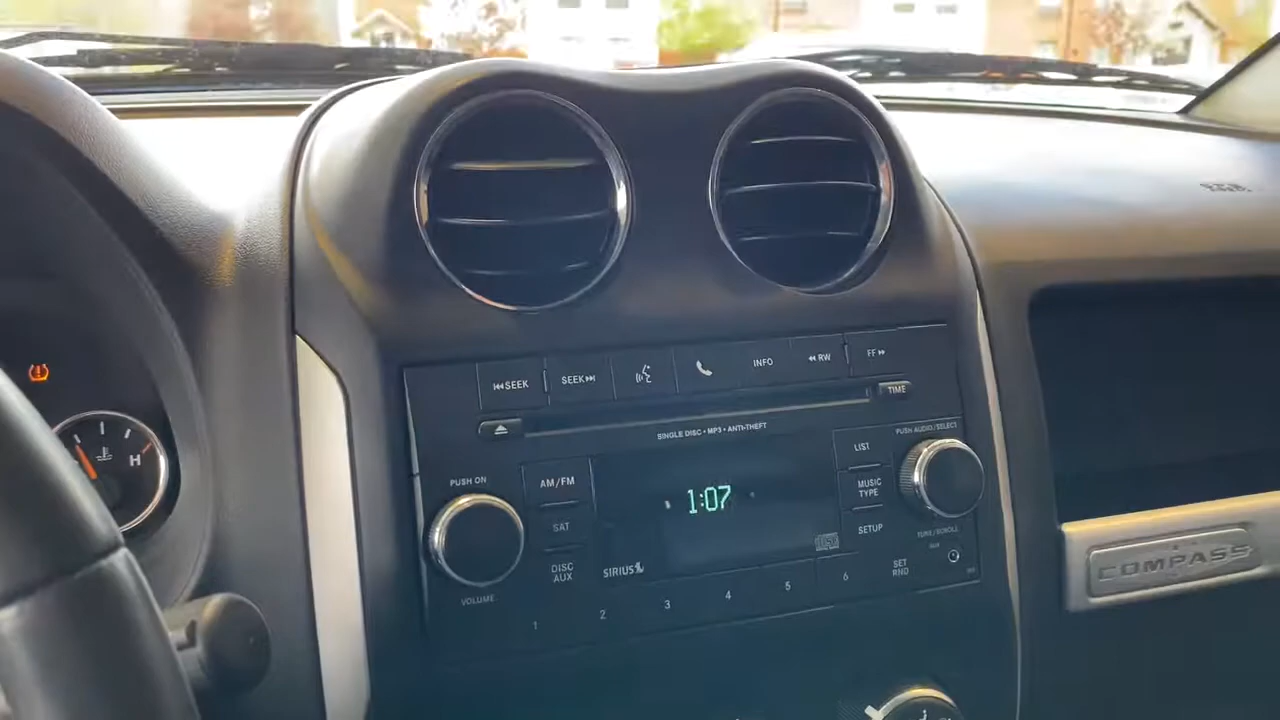 SEEK
SEEK
INFO
RW
FF
TIME
SINGLE DISC • MP3 • ANTI-THEFT
PUSH AUDIO/SELECT
LIST
PUSH ON
AM/FM
1:07
MUSIC
TYPE
H
SAT
SETUP
TUNE/SCROLL
DISC
AUX
SIRIUS
disc
SET
RND
VOLUME
1
2
3
4
5
6
COMPASS